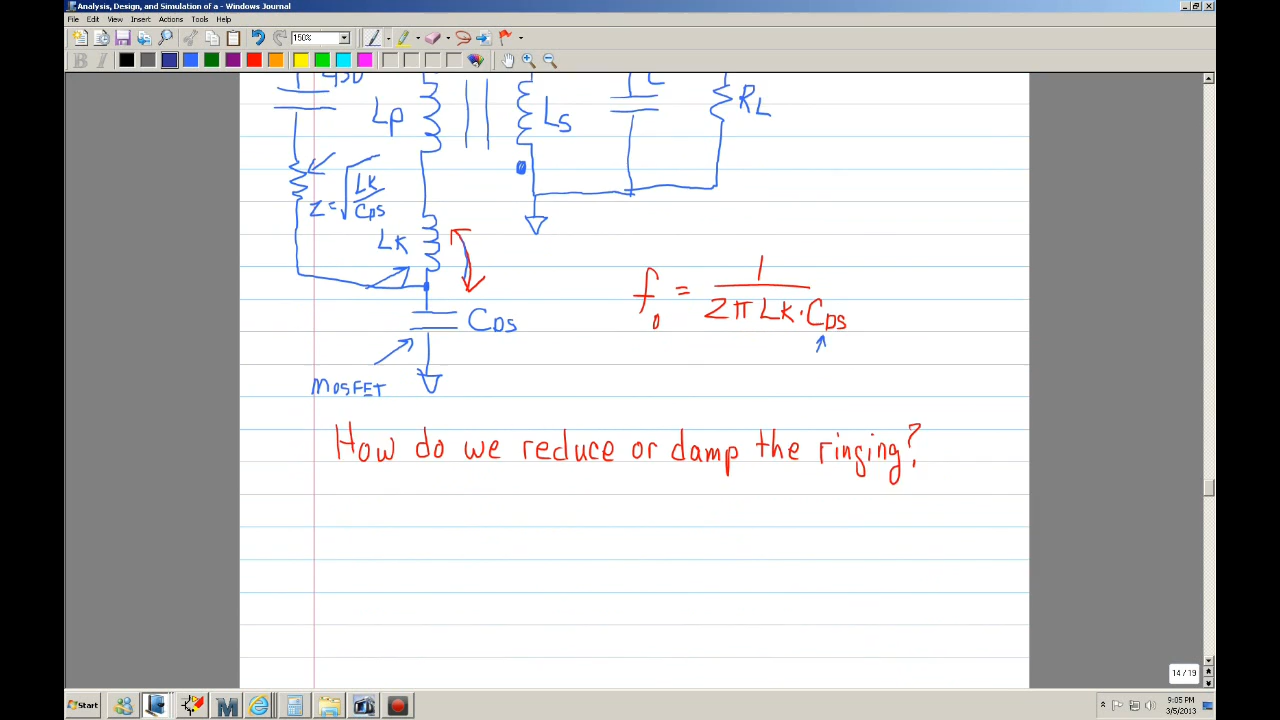 Analysis, Design, and Simulation of a - Windows Journal
File Edit View Insert Actions Tools Help
150%
B I
LP
LS
RL
Z = √LK/CDS
LK
f0 = 1/2π LK · CDS
CDS
MOSFET
How do we reduce or damp the ringing?
14 / 19
Start
9:05 PM
3/5/2013